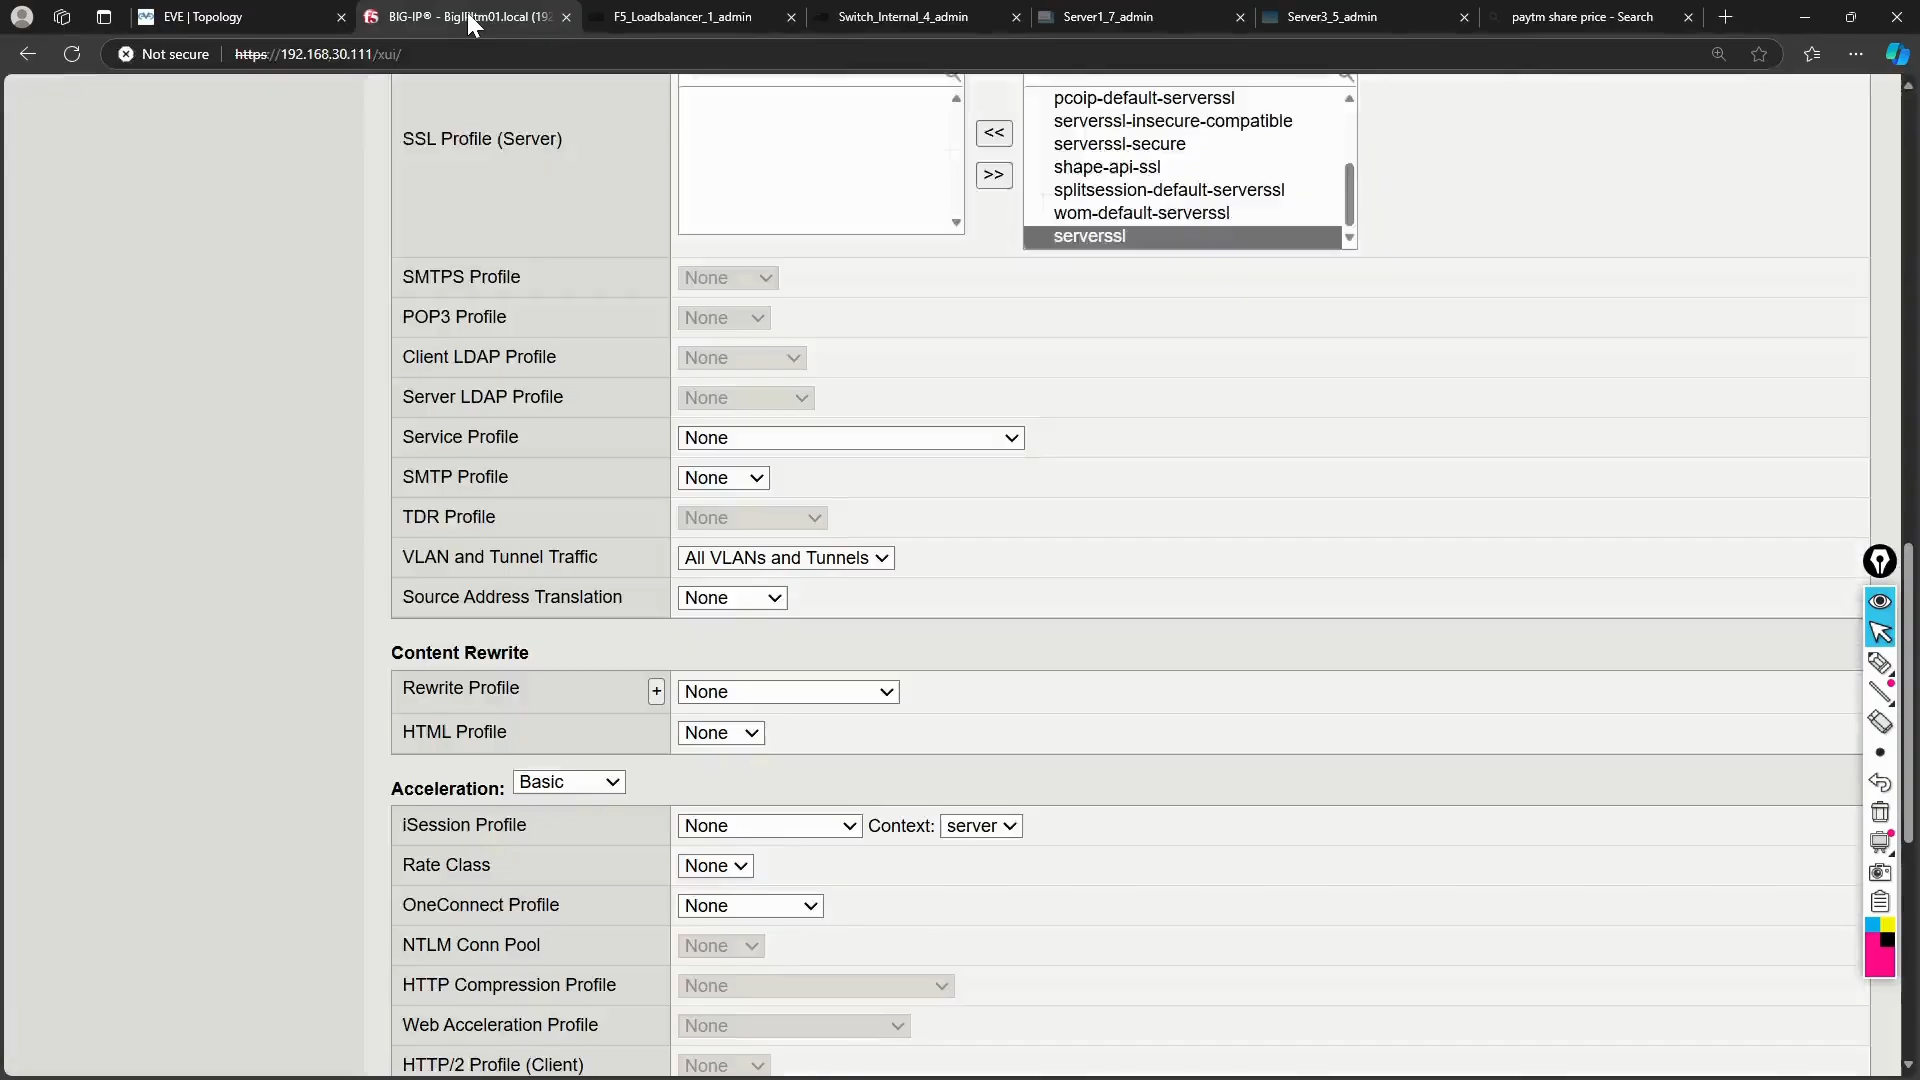 EVE | Topology
BIG-IP® - BigIPltm01.local (192
F5_Loadbalancer_1_admin
Switch_Internal_4_admin
Server1_7_admin
Server3_5_admin
paytm share price - Search
Not secure
https://192.168.30.111/xui/
SSL Profile (Server)
<<
>>
pcoip-default-serverssl
serverssl-insecure-compatible
serverssl-secure
shape-api-ssl
splitsession-default-serverssl
wom-default-serverssl
serverssl
SMTPS Profile
None
POP3 Profile
None
Client LDAP Profile
None
Server LDAP Profile
None
Service Profile
None
SMTP Profile
None
TDR Profile
None
VLAN and Tunnel Traffic
All VLANs and Tunnels
Source Address Translation
None
Content Rewrite
Rewrite Profile
+
None
HTML Profile
None
Acceleration:
Basic
iSession Profile
None
Context:
server
Rate Class
None
OneConnect Profile
None
NTLM Conn Pool
None
HTTP Compression Profile
None
Web Acceleration Profile
None
HTTP/2 Profile (Client)
None